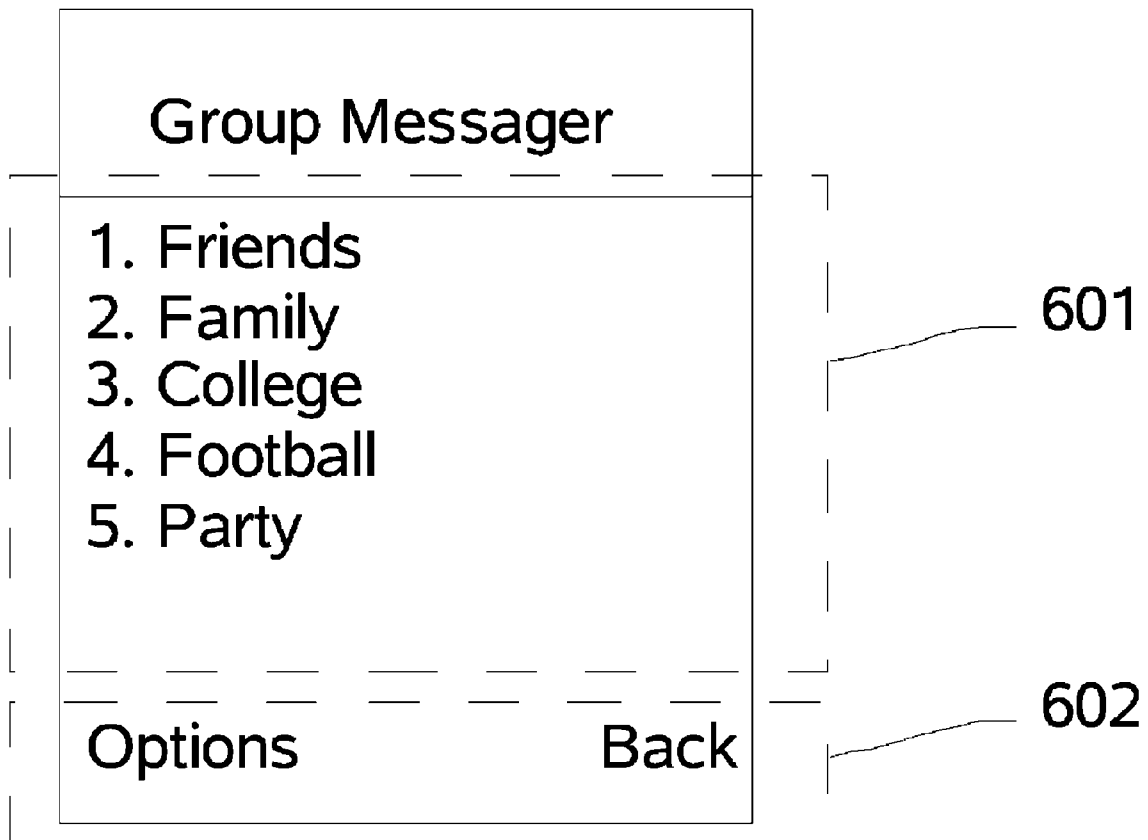 Group Messager
1. Friends
2. Family
3. College
4. Football
5. Party
601
Options Back
602